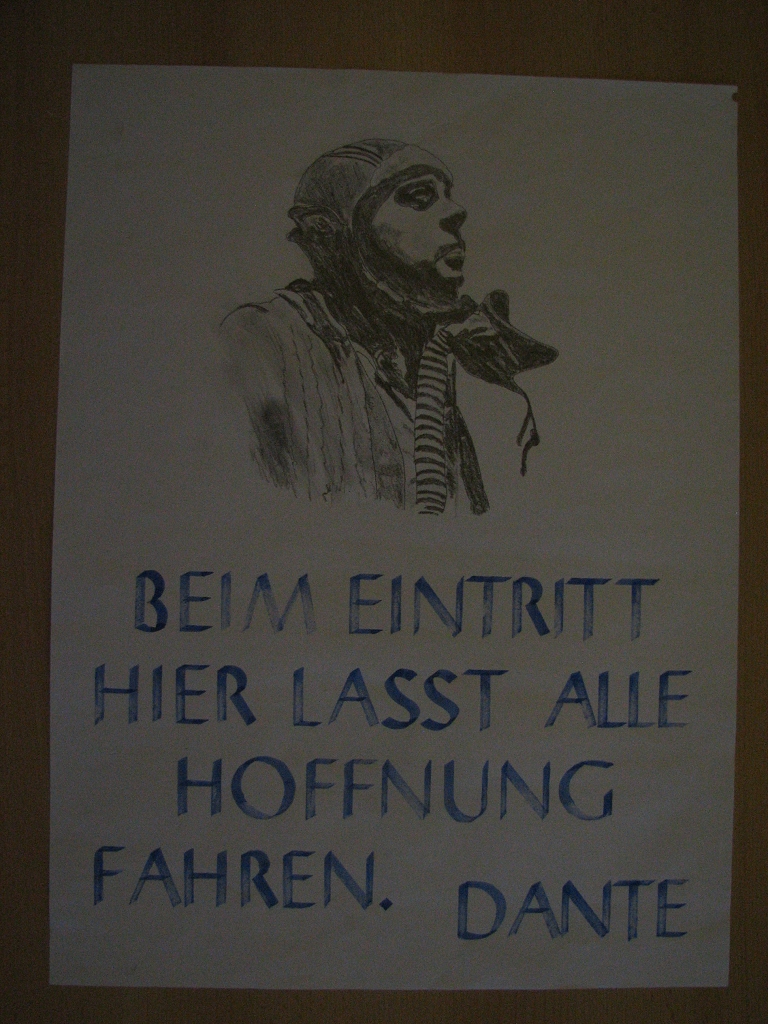 BEIM EINTRITT
HIER LASST ALLE
HOFFNUNG
FAHREN.
DANTE